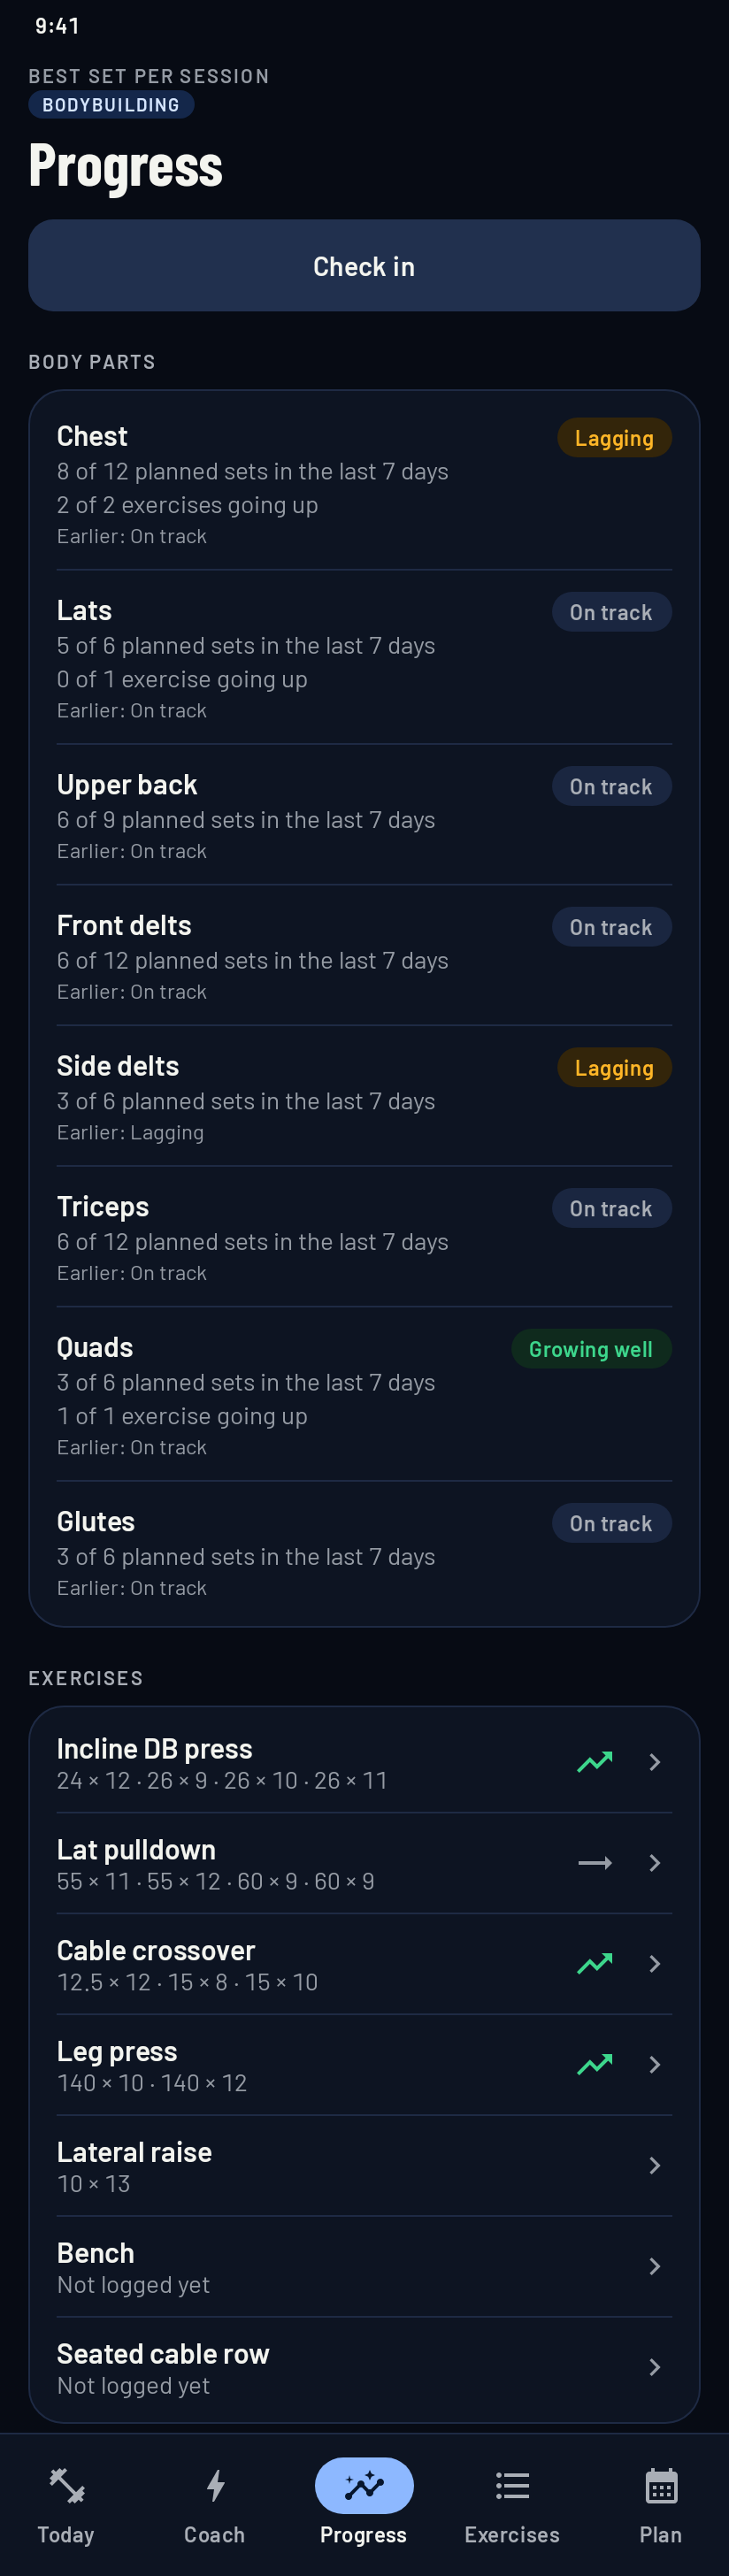 9:41
BEST SET PER SESSION
BODYBUILDING
Progress
Check in
BODY PARTS
Chest
Lagging
8 of 12 planned sets in the last 7 days
2 of 2 exercises going up
Earlier: On track
Lats
On track
5 of 6 planned sets in the last 7 days
0 of 1 exercise going up
Earlier: On track
Upper back
On track
6 of 9 planned sets in the last 7 days
Earlier: On track
Front delts
On track
6 of 12 planned sets in the last 7 days
Earlier: On track
Side delts
Lagging
3 of 6 planned sets in the last 7 days
Earlier: Lagging
Triceps
On track
6 of 12 planned sets in the last 7 days
Earlier: On track
Quads
Growing well
3 of 6 planned sets in the last 7 days
1 of 1 exercise going up
Earlier: On track
Glutes
On track
3 of 6 planned sets in the last 7 days
Earlier: On track
EXERCISES
Incline DB press
24 × 12 · 26 × 9 · 26 × 10 · 26 × 11
Lat pulldown
55 × 11 · 55 × 12 · 60 × 9 · 60 × 9
Cable crossover
12.5 × 12 · 15 × 8 · 15 × 10
Leg press
140 × 10 · 140 × 12
Lateral raise
10 × 13
Bench
Not logged yet
Seated cable row
Not logged yet
Today
Coach
Progress
Exercises
Plan